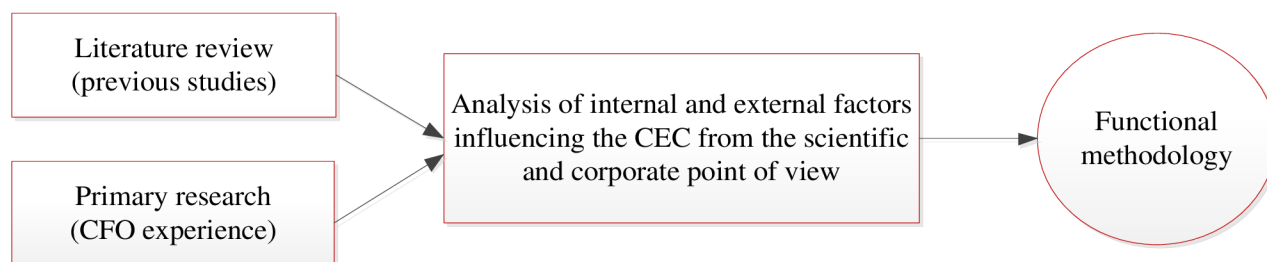 Literature review
(previous studies)
Primary research
(CFO experience)
Analysis of internal and external factors
influencing the CEC from the scientific
and corporate point of view
Functional
methodology